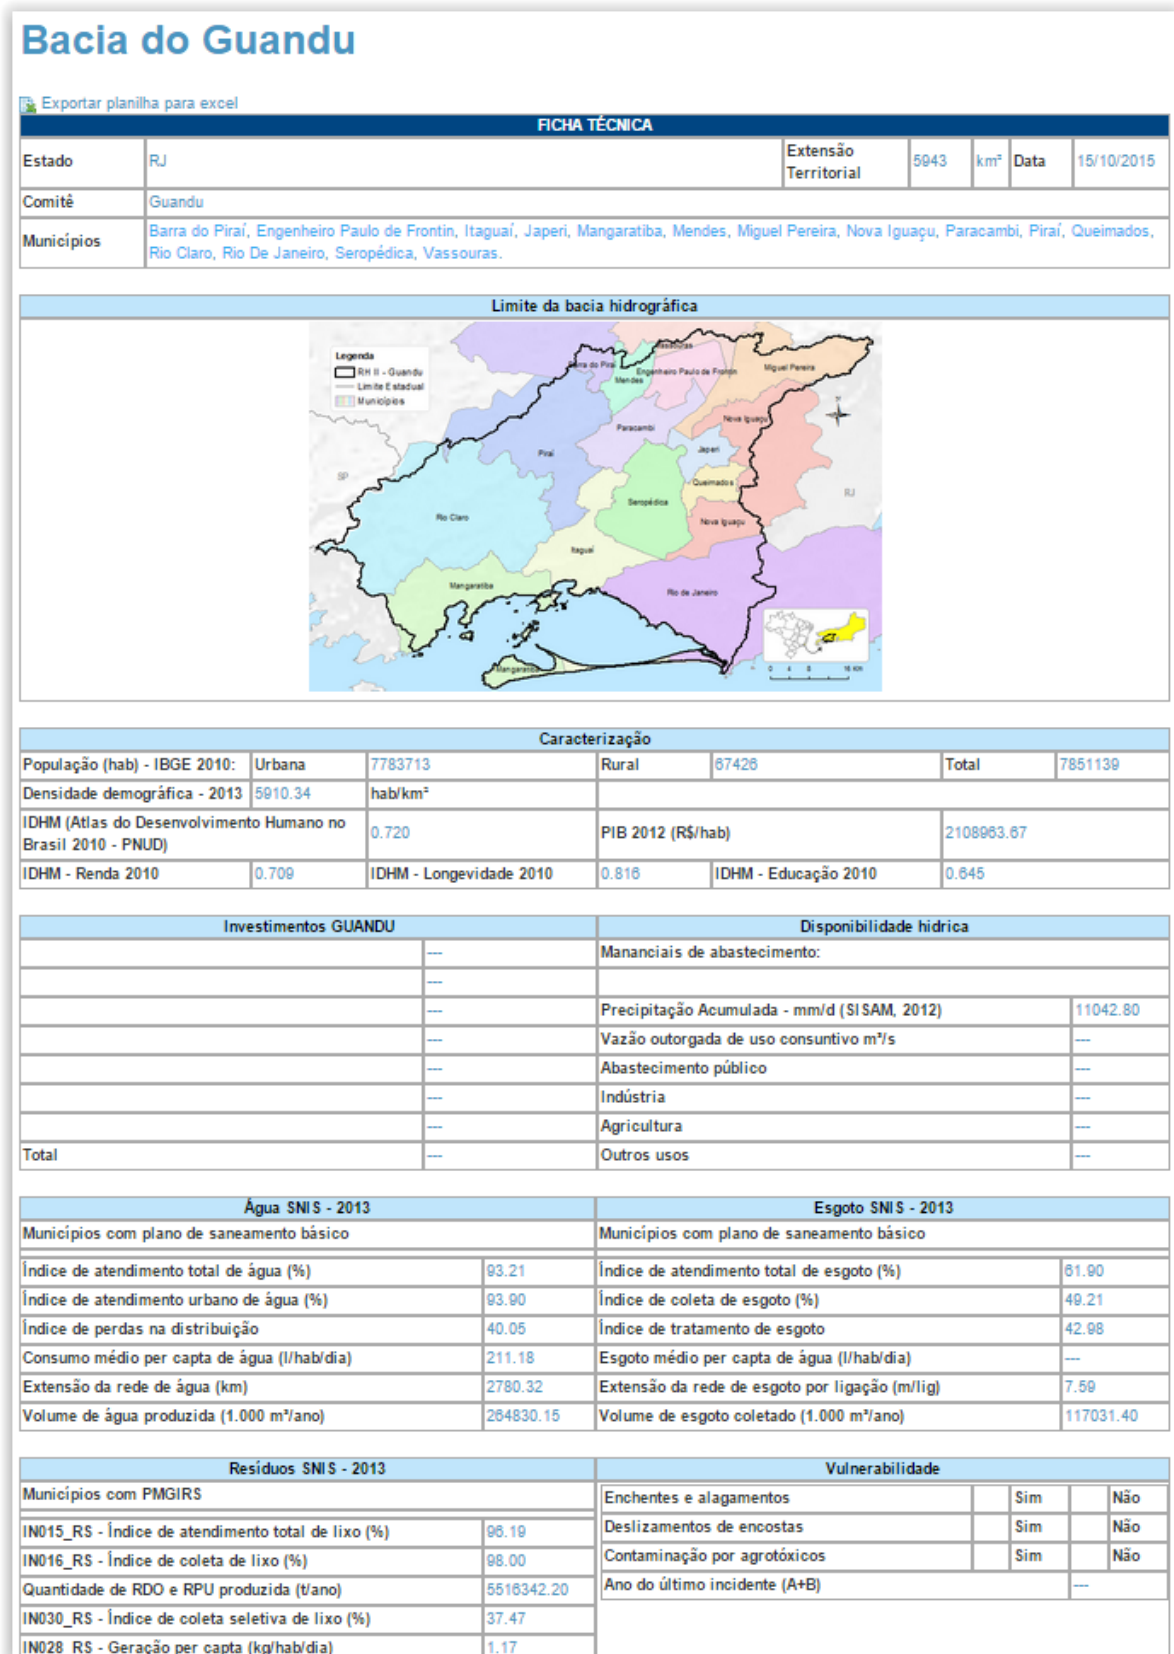 Bacia do Guandu
Exportar planilha para excel
FICHA TÉCNICA
Estado RJ Extensão Territorial 5943 km² Data 15/10/2015
Comitê Guandu
Municípios Barra do Piraí, Engenheiro Paulo de Frontin, Itaguaí, Japeri, Mangaratiba, Mendes, Miguel Pereira, Nova Iguaçu, Paracambi, Piraí, Queimados,
Rio Claro, Rio De Janeiro, Seropédica, Vassouras.
Limite da bacia hidrográfica
Legenda
RH II - Guandu
Limite Estadual
Municípios
Barra do Piraí
Mendes
Engenheiro Paulo de Frontin
Miguel Pereira
Nova Iguaçu
Paracambi
Piraí
Japeri
SP
Queimados
RJ
Seropédica
Rio Claro
Nova Iguaçu
Itaguaí
Mangaratiba
Rio de Janeiro
Mangaratiba
0 4 8 16 Km
Caracterização
População (hab) - IBGE 2010: Urbana 7783713 Rural 67426 Total 7851139
Densidade demográfica - 2013 5910.34 hab/km²
IDHM (Atlas do Desenvolvimento Humano no Brasil 2010 - PNUD) 0.720 PIB 2012 (R$/hab) 2108963.67
IDHM - Renda 2010 0.709 IDHM - Longevidade 2010 0.816 IDHM - Educação 2010 0.645
Investimentos GUANDU Disponibilidade hidrica
--- Mananciais de abastecimento:
---
--- Precipitação Acumulada - mm/d (SISAM, 2012) 11042.80
--- Vazão outorgada de uso consuntivo m³/s ---
--- Abastecimento público ---
--- Indústria ---
--- Agricultura ---
Total --- Outros usos ---
Água SNIS - 2013 Esgoto SNIS - 2013
Municípios com plano de saneamento básico Municípios com plano de saneamento básico
Índice de atendimento total de água (%) 93.21 Índice de atendimento total de esgoto (%) 61.90
Índice de atendimento urbano de água (%) 93.90 Índice de coleta de esgoto (%) 49.21
Índice de perdas na distribuição 40.05 Índice de tratamento de esgoto 42.98
Consumo médio per capta de água (l/hab/dia) 211.18 Esgoto médio per capta de água (l/hab/dia) ---
Extensão da rede de água (km) 2780.32 Extensão da rede de esgoto por ligação (m/lig) 7.59
Volume de água produzida (1.000 m³/ano) 264830.15 Volume de esgoto coletado (1.000 m³/ano) 117031.40
Resíduos SNIS - 2013 Vulnerabilidade
Municípios com PMGIRS Enchentes e alagamentos Sim Não
IN015_RS - Índice de atendimento total de lixo (%) 96.19 Deslizamentos de encostas Sim Não
IN016_RS - Índice de coleta de lixo (%) 98.00 Contaminação por agrotóxicos Sim Não
Quantidade de RDO e RPU produzida (t/ano) 5516342.20 Ano do último incidente (A+B) ---
IN030_RS - Índice de coleta seletiva de lixo (%) 37.47
IN028_RS - Geração per capta (kg/hab/dia) 1.17